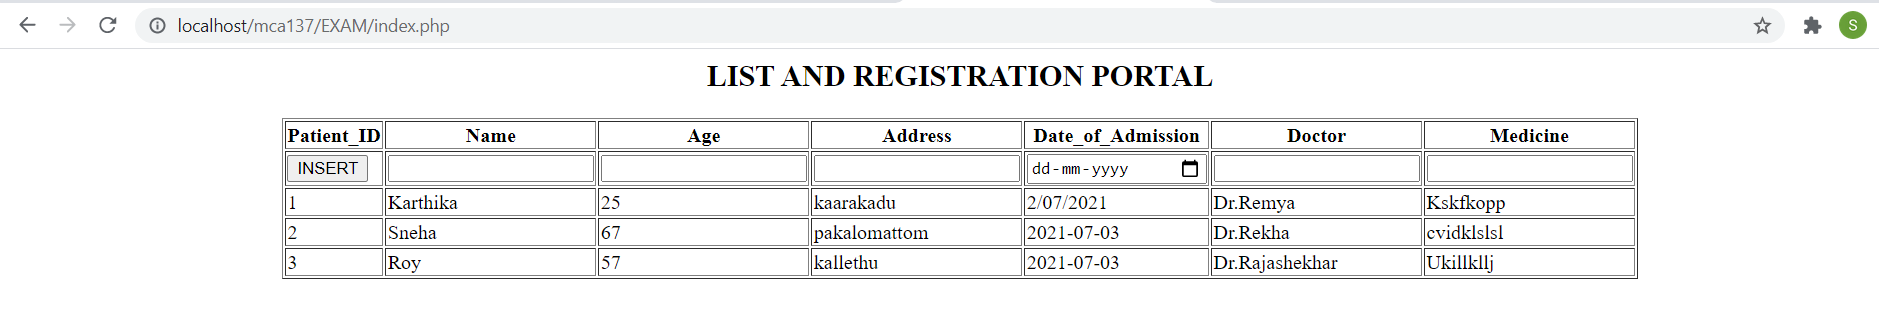 localhost/mca137/EXAM/index.php
S
LIST AND REGISTRATION PORTAL
Patient_ID Name Age Address Date_of_Admission Doctor Medicine
INSERT dd-mm-yyyy
1 Karthika 25 kaarakadu 2/07/2021 Dr.Remya Kskfkopp
2 Sneha 67 pakalomattom 2021-07-03 Dr.Rekha cvidklslsl
3 Roy 57 kallethu 2021-07-03 Dr.Rajashekhar Ukillkllj